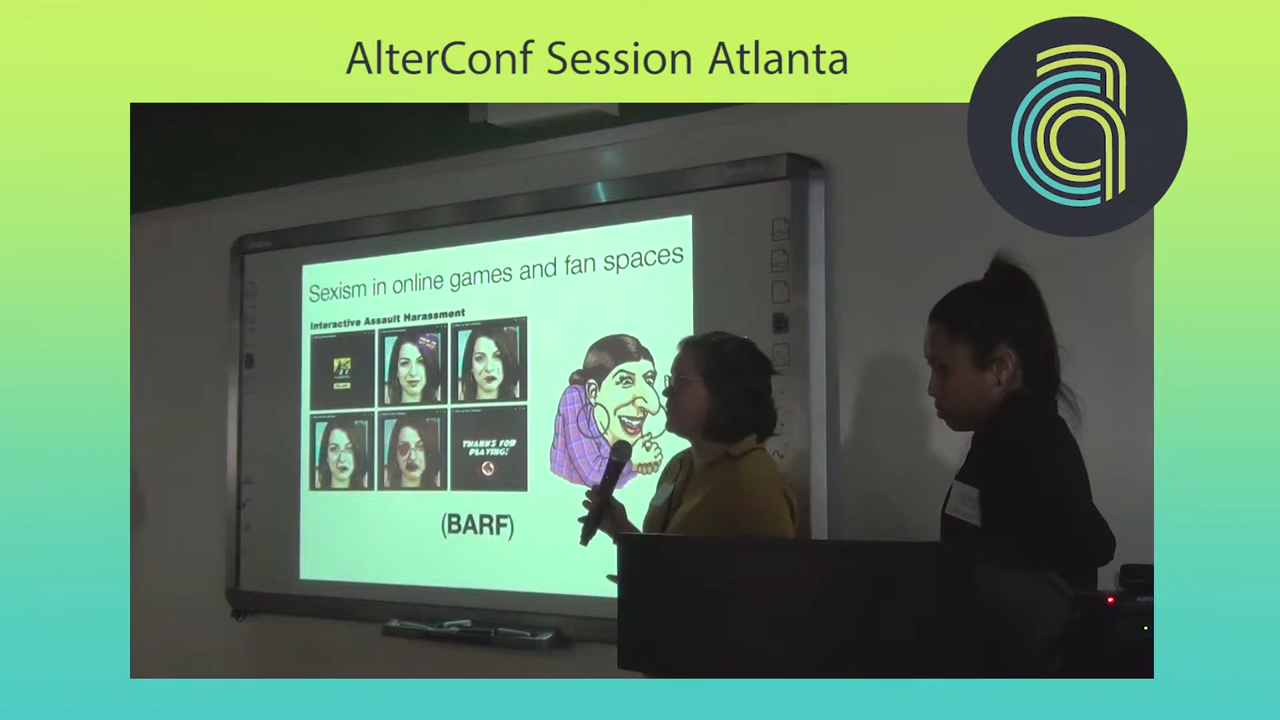 AlterConf Session Atlanta
Sexism in online games and fan spaces
Interactive Assault Harassment
THANKS FOR
PLAYING!
(BARF)